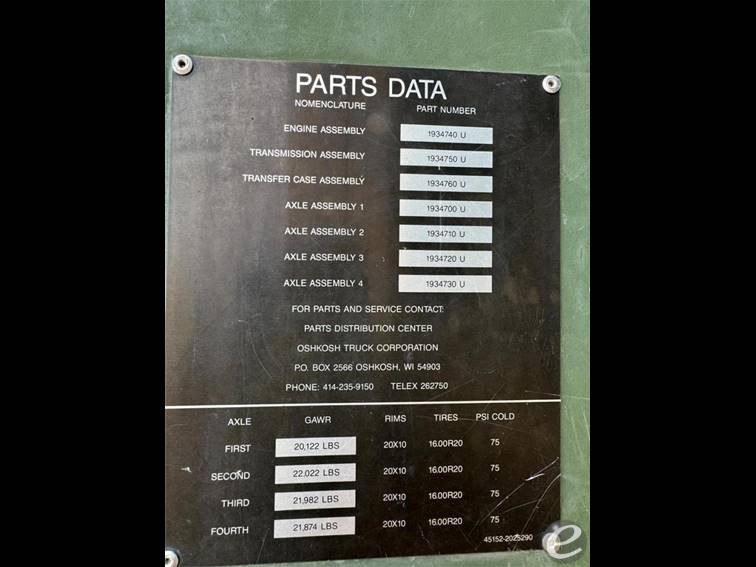 PARTS DATA
NOMENCLATURE PART NUMBER
ENGINE ASSEMBLY 1934740 U
TRANSMISSION ASSEMBLY 1934750 U
TRANSFER CASE ASSEMBLY 1934760 U
AXLE ASSEMBLY 1 1934700 U
AXLE ASSEMBLY 2 1934710 U
AXLE ASSEMBLY 3 1934720 U
AXLE ASSEMBLY 4 1934730 U
FOR PARTS AND SERVICE CONTACT:
PARTS DISTRIBUTION CENTER
OSHKOSH TRUCK CORPORATION
P.O. BOX 2566 OSHKOSH, WI 54903
PHONE: 414-235-9150 TELEX 262750
AXLE GAWR RIMS TIRES PSI COLD
FIRST 20,122 LBS 20X10 16.00R20 75
SECOND 22,022 LBS 20X10 16.00R20 75
THIRD 21,982 LBS 20X10 16.00R20 75
FOURTH 21,874 LBS 20X10 16.00R20 75